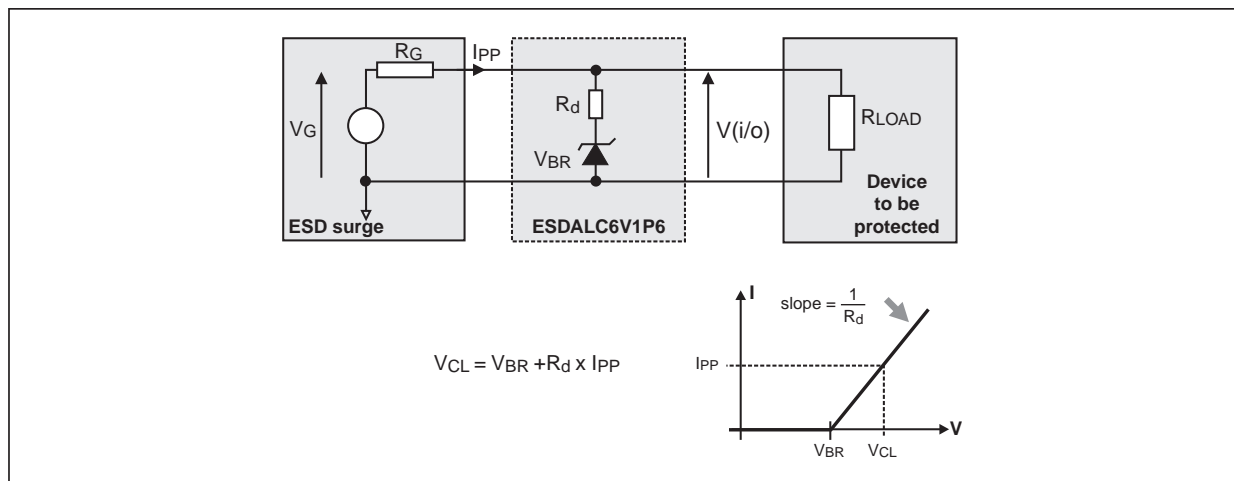 RG
IPP
VG
Rd
VBR
V(i/o)
RLOAD
ESD surge
ESDALC6V1P6
Device
to be
protected
I
slope = 1
Rd
VCL = VBR +Rd x IPP
IPP
V
VBR
VCL